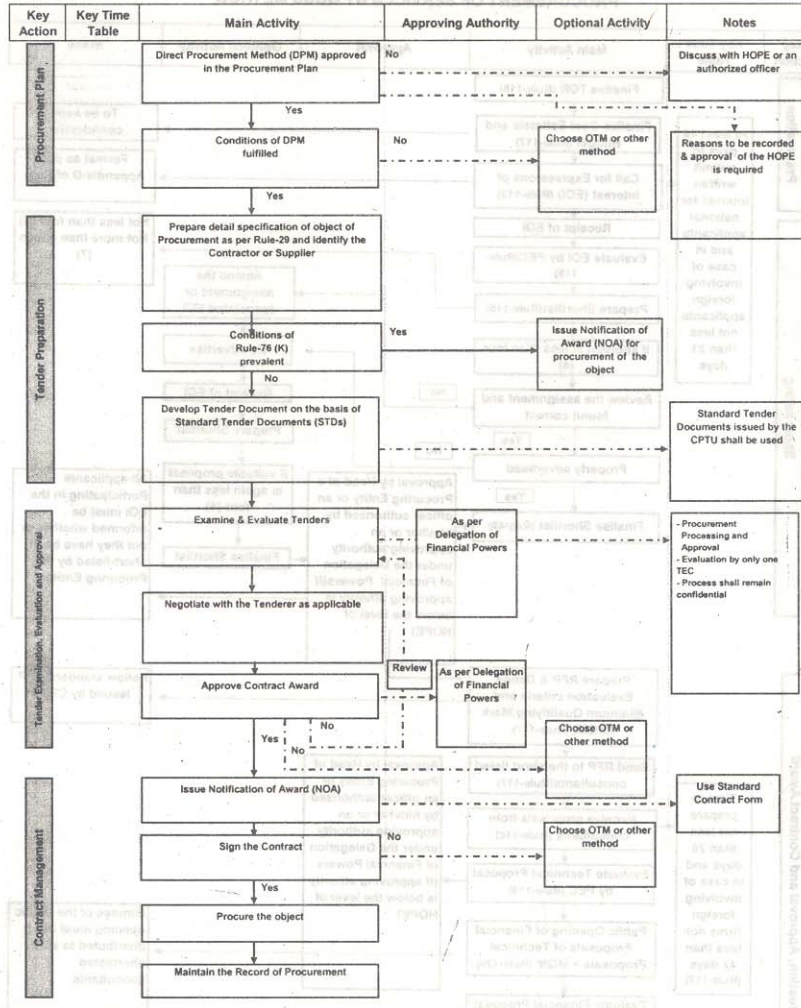 Key Action
Key Time Table
Main Activity
Approving Authority
Optional Activity
Notes
Procurement Plan
Direct Procurement Method (DPM) approved
in the Procurement Plan
No
Discuss with HOPE or an
authorized officer
Yes
Conditions of DPM
fulfilled
No
Choose OTM or other
method
Reasons to be recorded
& approval of the HOPE
is required
Yes
Tender Preparation
Prepare detail specification of object of
Procurement as per Rule-29 and identify the
Contractor or Supplier
Conditions of
Rule-76 (K)
prevalent
Yes
Issue Notification of
Award (NOA) for
procurement of the
object
No
Develop Tender Document on the basis of
Standard Tender Documents (STDs)
Standard Tender
Documents issued by the
CPTU shall be used
Tender Examination, Evaluation and Approval
Examine & Evaluate Tenders
As per
Delegation of
Financial Powers
- Procurement
Processing and
Approval
- Evaluation by only one
TEC
- Process shall remain
confidential
Negotiate with the Tenderer as applicable
Review
Approve Contract Award
As per Delegation
of Financial
Powers
Yes
No
No
Choose OTM or
other method
Contract Management
Issue Notification of Award (NOA)
Use Standard
Contract Form
Sign the Contract
No
Choose OTM or other
method
Yes
Procure the object
Maintain the Record of Procurement